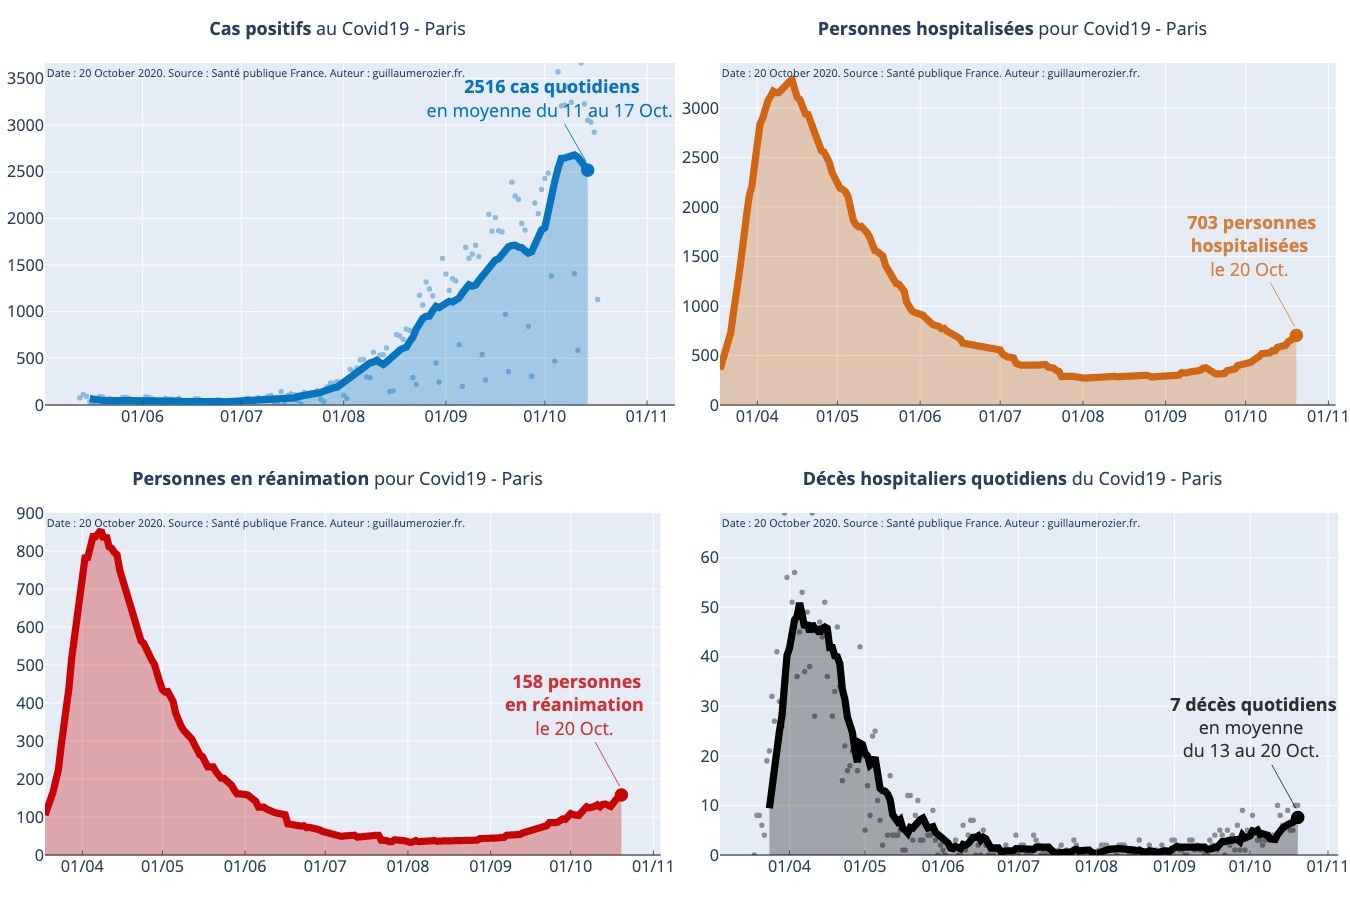 Cas positifs au Covid19 - Paris
Date : 20 October 2020. Source : Santé publique France. Auteur : guillaumerozier.fr.
2516 cas quotidiens
en moyenne du 11 au 17 Oct.
3500
3000
2500
2000
1500
1000
500
0
01/06 01/07 01/08 01/09 01/10 01/11
Personnes hospitalisées pour Covid19 - Paris
Date : 20 October 2020. Source : Santé publique France. Auteur : guillaumerozier.fr.
703 personnes
hospitalisées
le 20 Oct.
3000
2500
2000
1500
1000
500
0
01/04 01/05 01/06 01/07 01/08 01/09 01/10 01/11
Personnes en réanimation pour Covid19 - Paris
Date : 20 October 2020. Source : Santé publique France. Auteur : guillaumerozier.fr.
158 personnes
en réanimation
le 20 Oct.
900
800
700
600
500
400
300
200
100
0
01/04 01/05 01/06 01/07 01/08 01/09 01/10 01/11
Décès hospitaliers quotidiens du Covid19 - Paris
Date : 20 October 2020. Source : Santé publique France. Auteur : guillaumerozier.fr.
7 décès quotidiens
en moyenne
du 13 au 20 Oct.
60
50
40
30
20
10
0
01/04 01/05 01/06 01/07 01/08 01/09 01/10 01/11